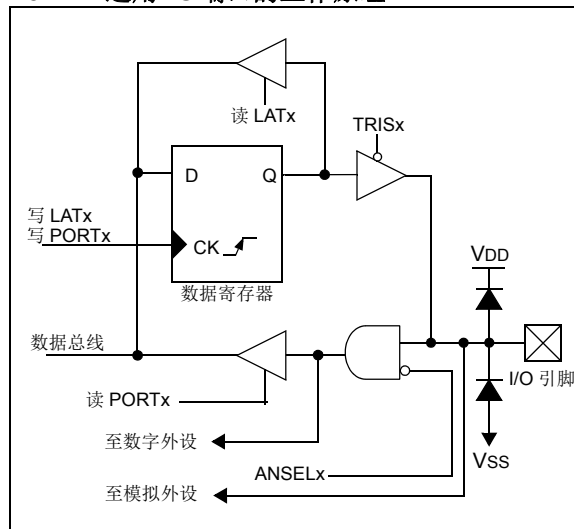 读 LATx
TRISx
D
Q
写 LATx
写 PORTx
CK
数据寄存器
VDD
数据总线
I/O 引脚
读 PORTx
至数字外设
ANSELx
VSS
至模拟外设